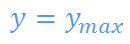 y = y_max